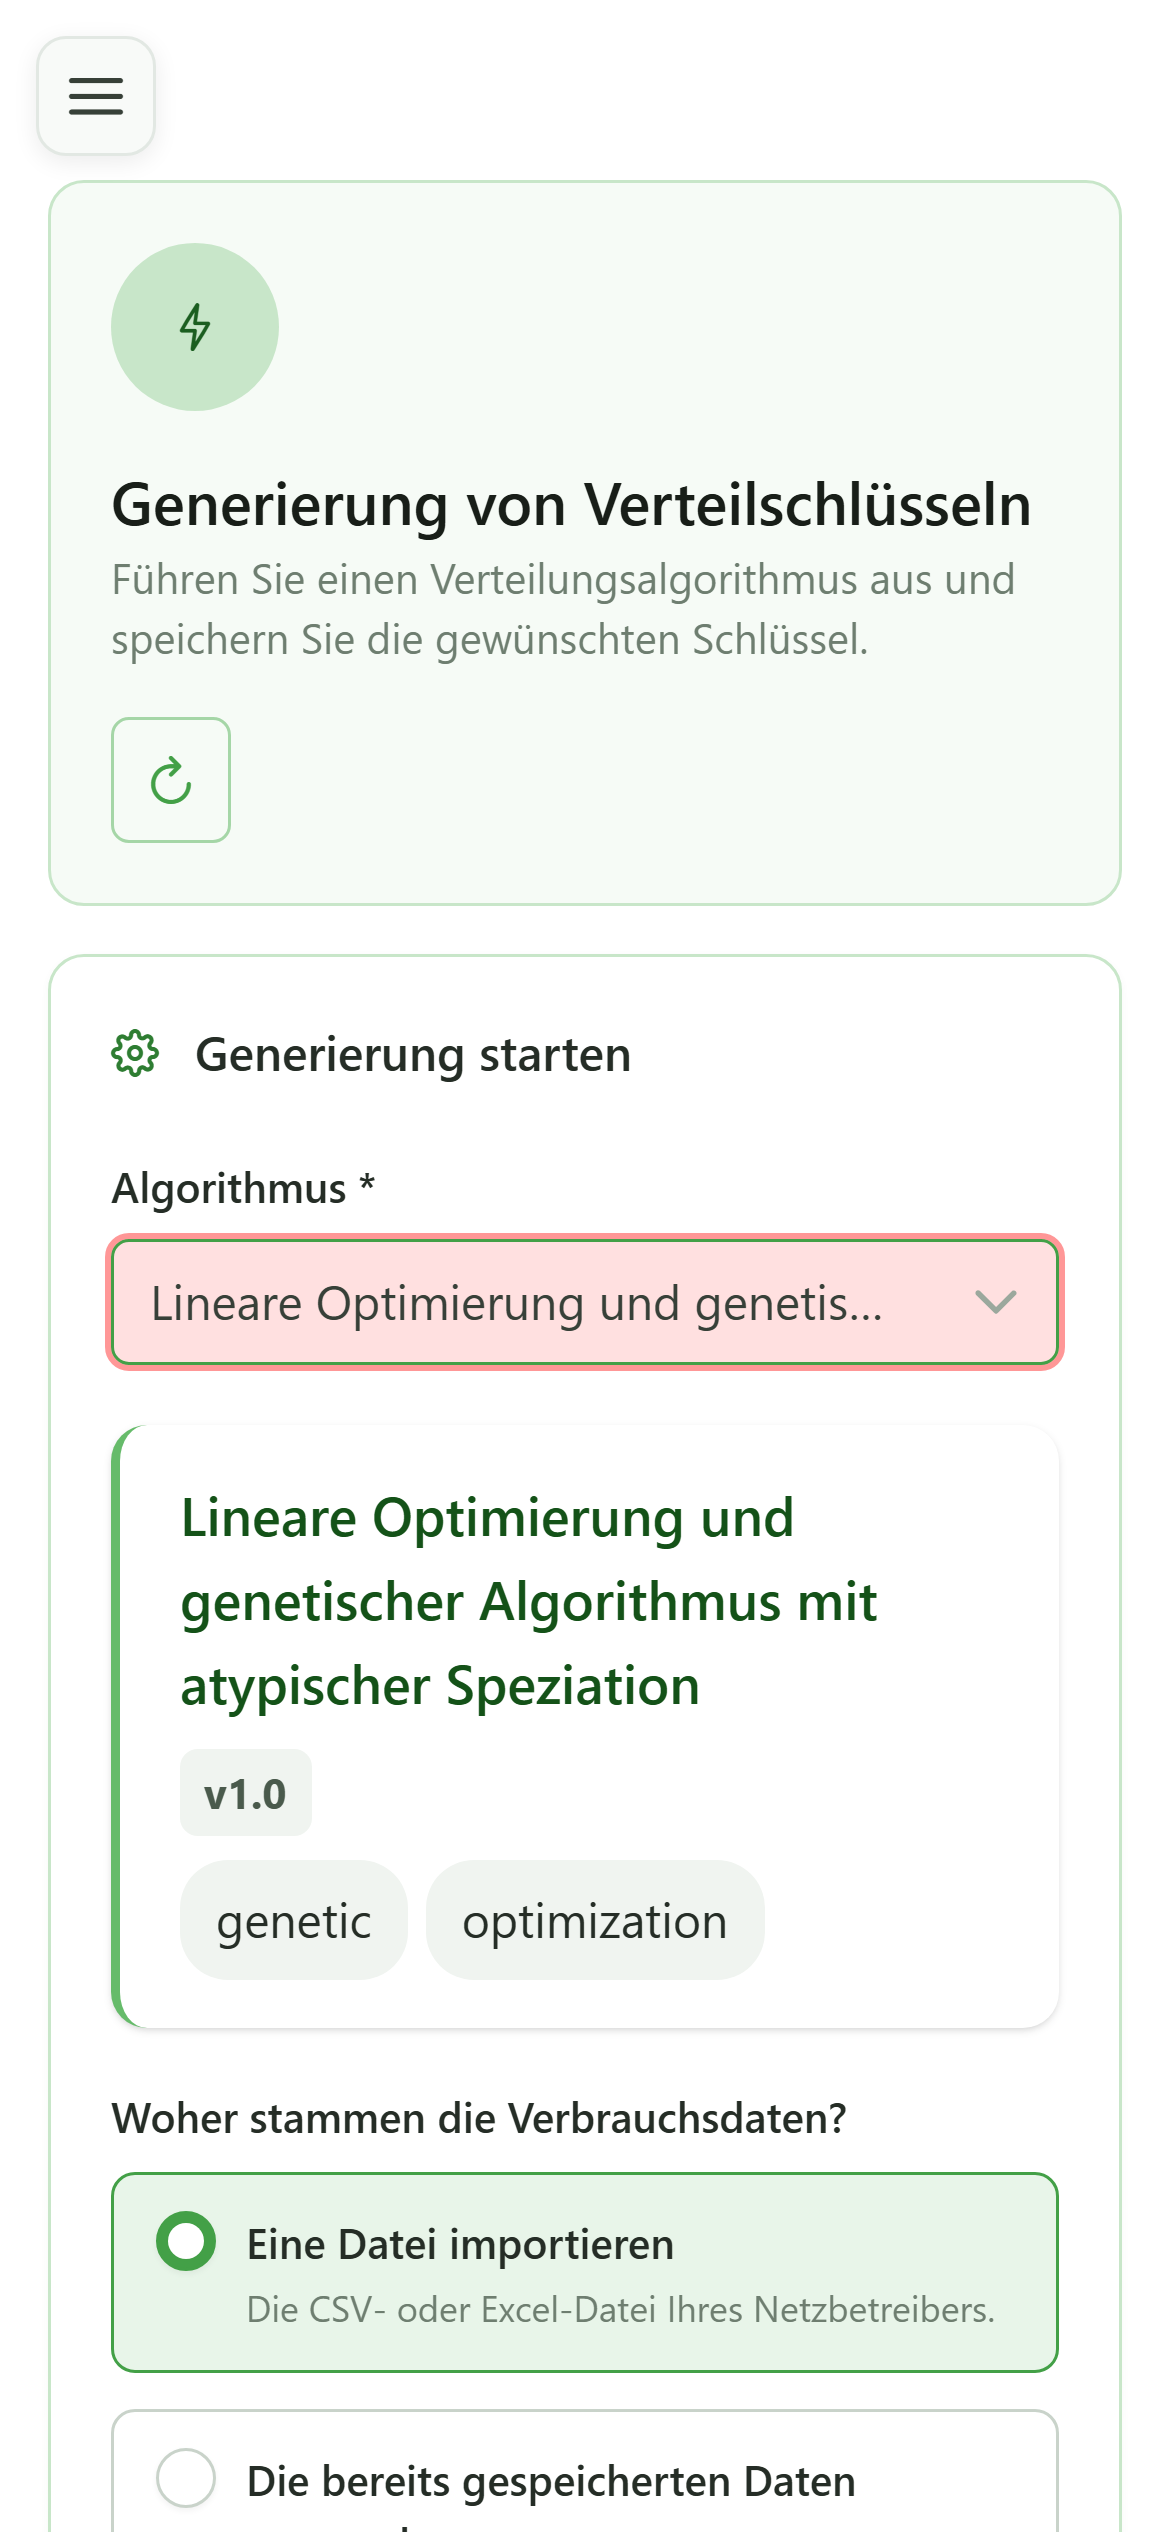 Generierung von Verteilschlüsseln
Führen Sie einen Verteilungsalgorithmus aus und
speichern Sie die gewünschten Schlüssel.
Generierung starten
Algorithmus *
Lineare Optimierung und genetis...
Lineare Optimierung und
genetischer Algorithmus mit
atypischer Speziation
v1.0
genetic optimization
Woher stammen die Verbrauchsdaten?
Eine Datei importieren
Die CSV- oder Excel-Datei Ihres Netzbetreibers.
Die bereits gespeicherten Daten